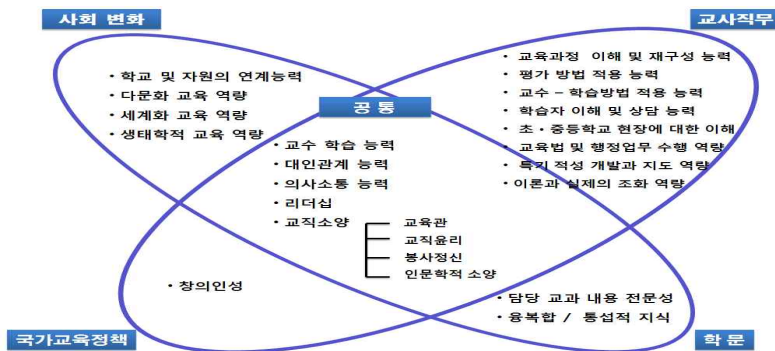 사회 변화
교사직무
• 학교 및 자원의 연계능력
• 다문화 교육 역량
• 세계화 교육 역량
• 생태학적 교육 역량
• 교육과정 이해 및 재구성 능력
• 평가 방법 적용 능력
• 교수 – 학습방법 적용 능력
• 학습자 이해 및 상담 능력
• 초・중등학교 현장에 대한 이해
• 교육법 및 행정업무 수행 역량
• 특기 적성 개발과 지도 역량
• 이론과 실제의 조화 역량
공 통
• 교수 학습 능력
• 대인관계 능력
• 의사소통 능력
• 리더십
• 교직소양
교육관
교직윤리
봉사정신
인문학적 소양
• 창의인성
• 담당 교과 내용 전문성
• 융복합 / 통섭적 지식
국가교육정책
학 문